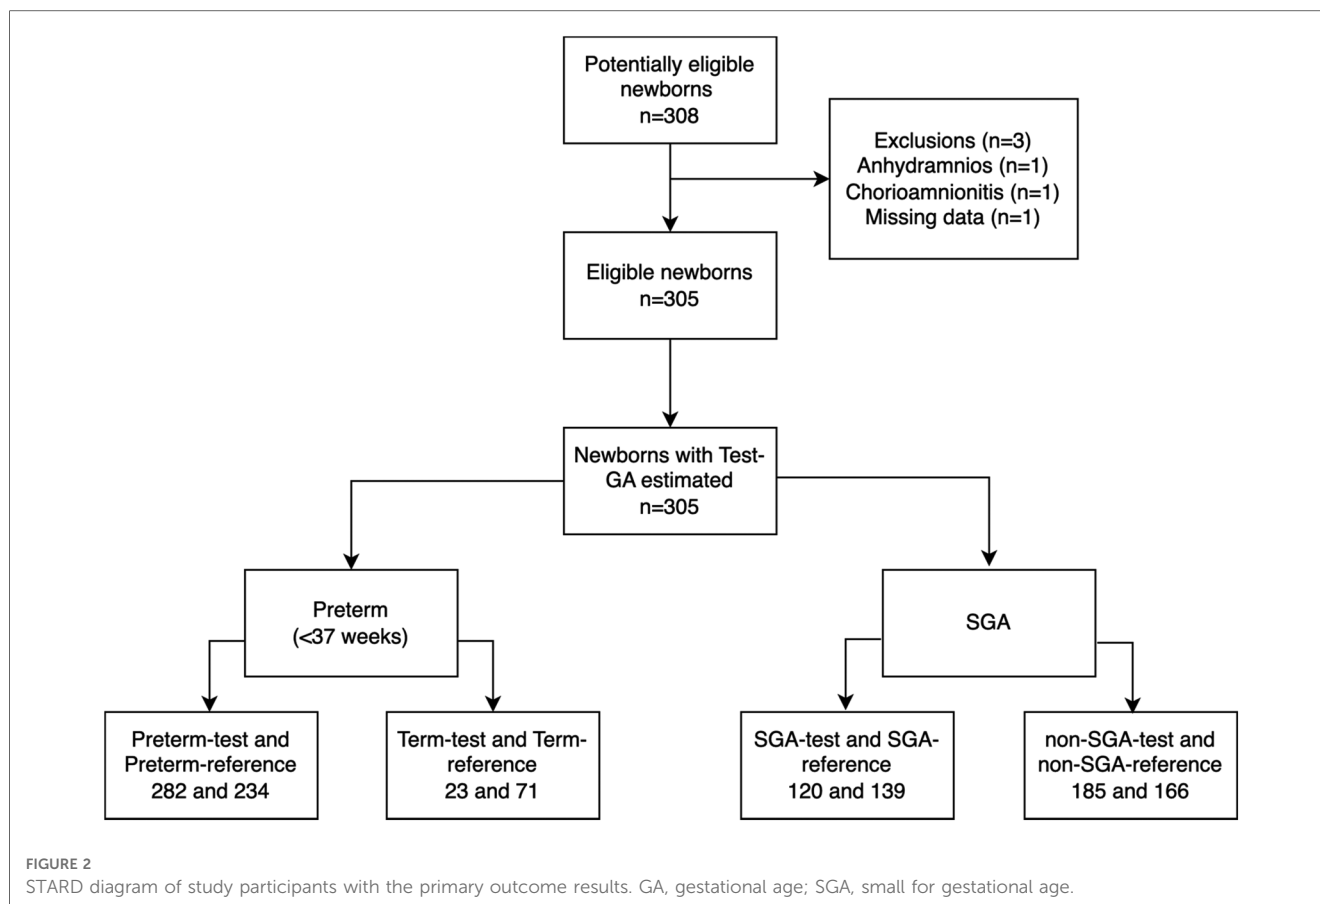 Potentially eligible
newborns
n=308
Exclusions (n=3)
Anhydramnios (n=1)
Chorioamnionitis (n=1)
Missing data (n=1)
Eligible newborns
n=305
Newborns with Test-
GA estimated
n=305
Preterm
(<37 weeks)
SGA
Preterm-test and
Preterm-reference
282 and 234
Term-test and Term-
reference
23 and 71
SGA-test and SGA-
reference
120 and 139
non-SGA-test and
non-SGA-reference
185 and 166
FIGURE 2
STARD diagram of study participants with the primary outcome results. GA, gestational age; SGA, small for gestational age.